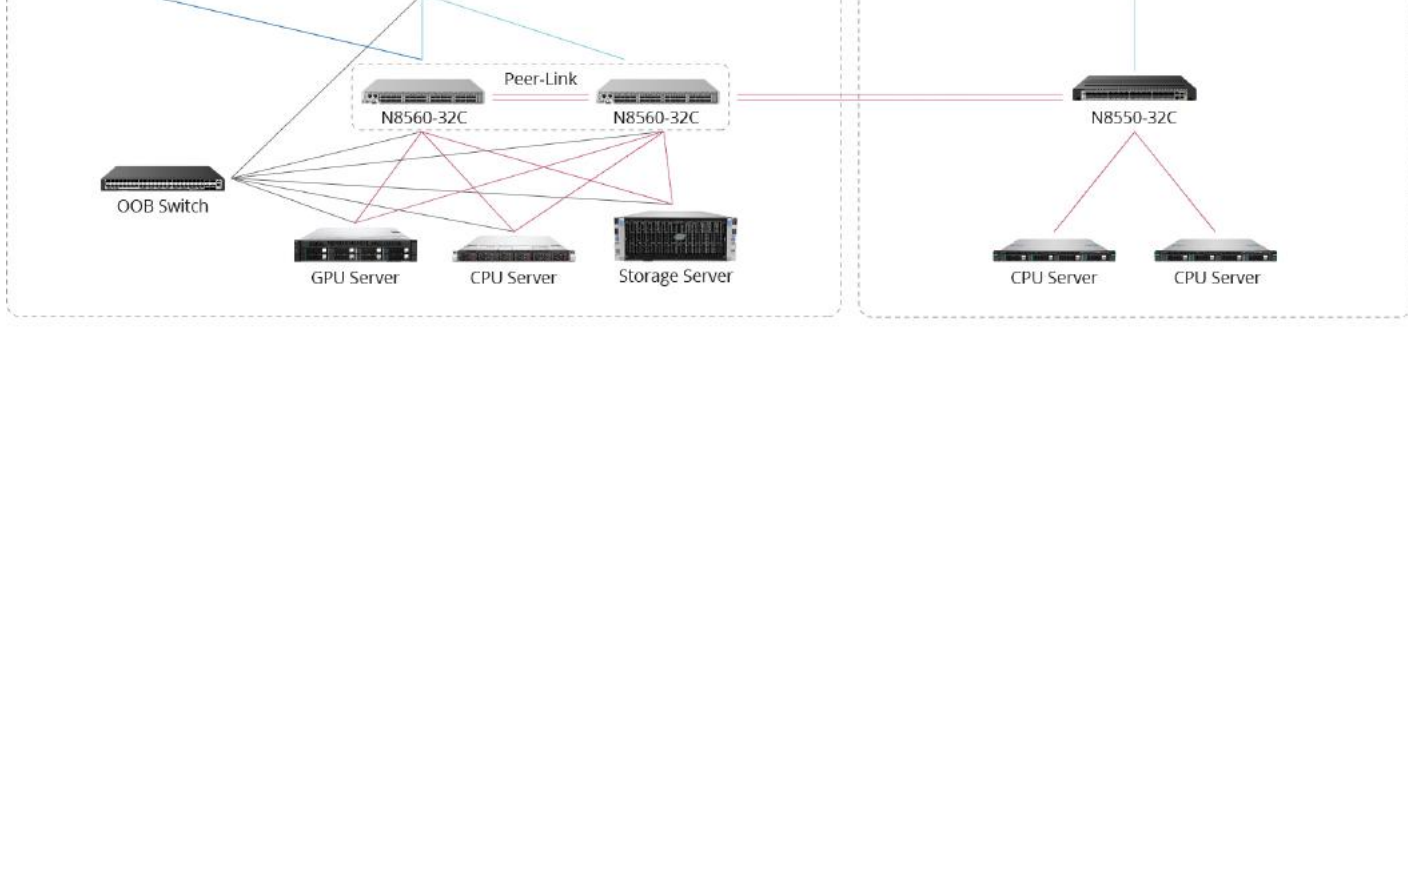 Peer-Link
N8560-32C
N8560-32C
N8550-32C
OOB Switch
GPU Server
CPU Server
Storage Server
CPU Server
CPU Server